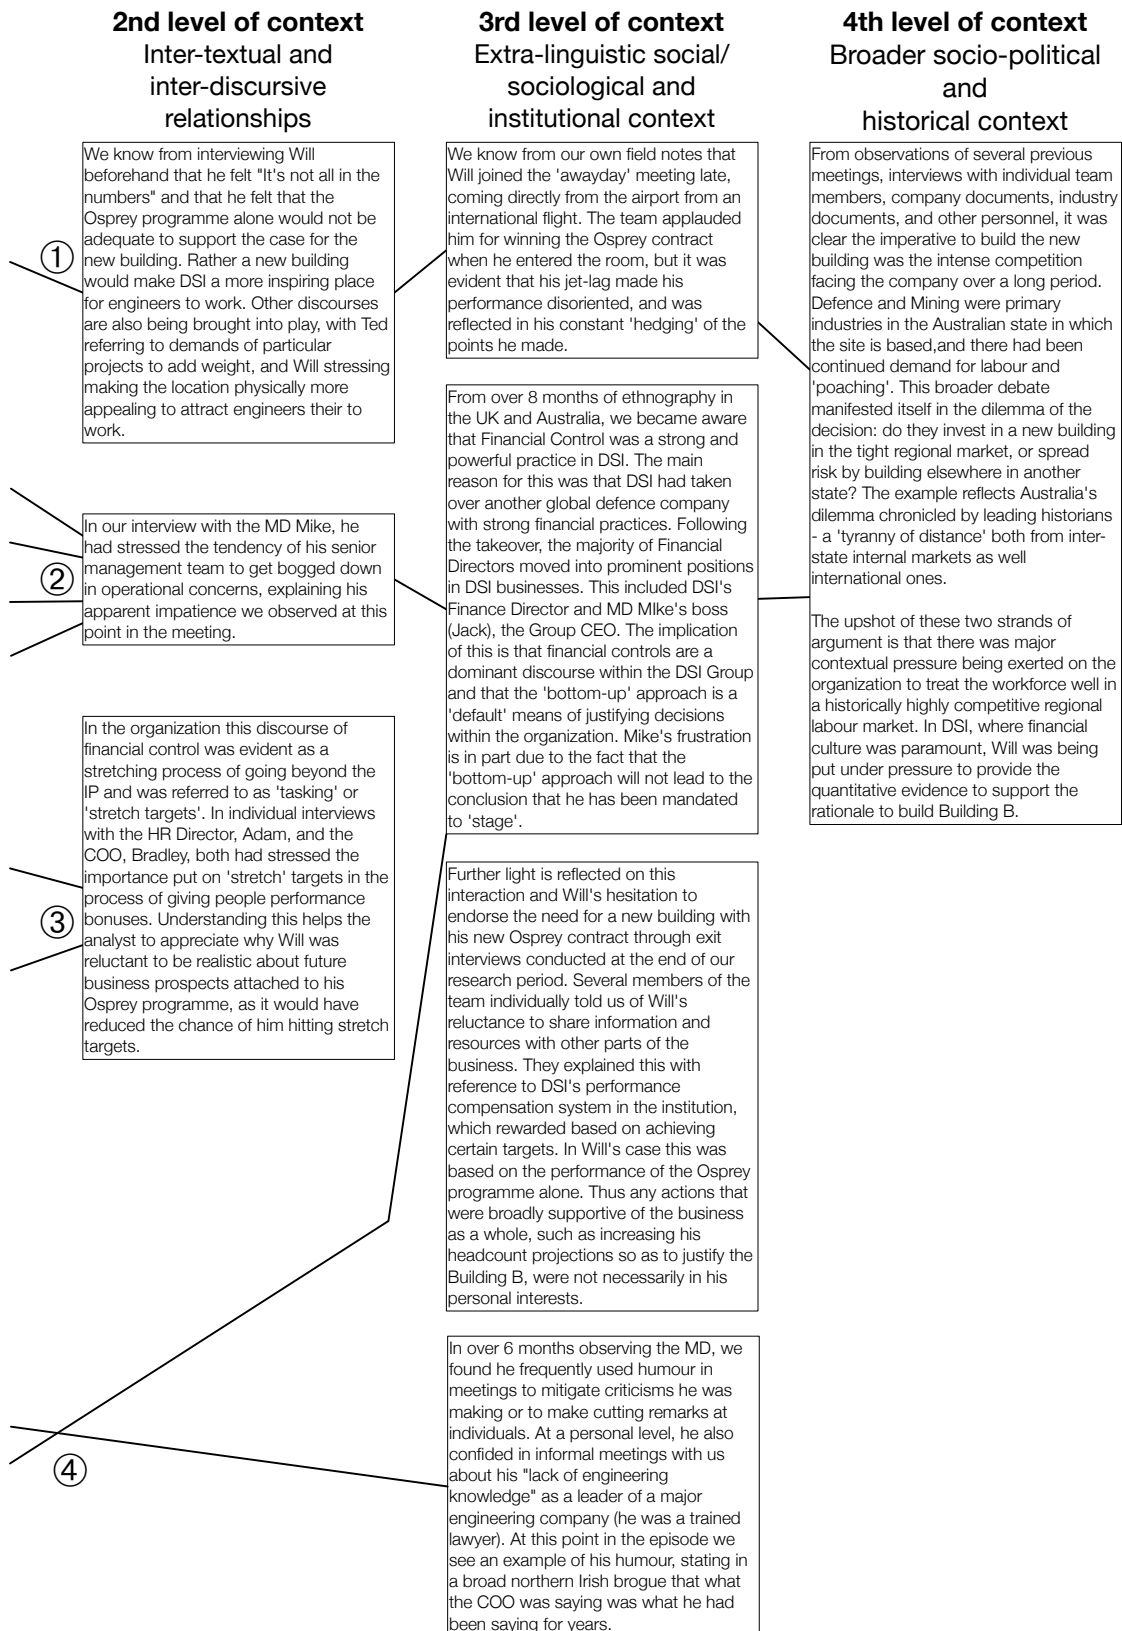 2nd level of context
Inter-textual and
inter-discursive
relationships
3rd level of context
Extra-linguistic social/
sociological and
institutional context
4th level of context
Broader socio-political
and
historical context
①
We know from interviewing Will
beforehand that he felt "It's not all in the
numbers" and that he felt that the
Osprey programme alone would not be
adequate to support the case for the
new building. Rather a new building
would make DSI a more inspiring place
for engineers to work. Other discourses
are also being brought into play, with Ted
referring to demands of particular
projects to add weight, and Will stressing
making the location physically more
appealing to attract engineers their to
work.
②
In our interview with the MD Mike, he
had stressed the tendency of his senior
management team to get bogged down
in operational concerns, explaining his
apparent impatience we observed at this
point in the meeting.
③
In the organization this discourse of
financial control was evident as a
stretching process of going beyond the
IP and was referred to as 'tasking' or
'stretch targets'. In individual interviews
with the HR Director, Adam, and the
COO, Bradley, both had stressed the
importance put on 'stretch' targets in the
process of giving people performance
bonuses. Understanding this helps the
analyst to appreciate why Will was
reluctant to be realistic about future
business prospects attached to his
Osprey programme, as it would have
reduced the chance of him hitting stretch
targets.
④
We know from our own field notes that
Will joined the 'awayday' meeting late,
coming directly from the airport from an
international flight. The team applauded
him for winning the Osprey contract
when he entered the room, but it was
evident that his jet-lag made his
performance disoriented, and was
reflected in his constant 'hedging' of the
points he made.
From over 8 months of ethnography in
the UK and Australia, we became aware
that Financial Control was a strong and
powerful practice in DSI. The main
reason for this was that DSI had taken
over another global defence company
with strong financial practices. Following
the takeover, the majority of Financial
Directors moved into prominent positions
in DSI businesses. This included DSI's
Finance Director and MD MIke's boss
(Jack), the Group CEO. The implication
of this is that financial controls are a
dominant discourse within the DSI Group
and that the 'bottom-up' approach is a
'default' means of justifying decisions
within the organization. Mike's frustration
is in part due to the fact that the
'bottom-up' approach will not lead to the
conclusion that he has been mandated
to 'stage'.
Further light is reflected on this
interaction and Will's hesitation to
endorse the need for a new building with
his new Osprey contract through exit
interviews conducted at the end of our
research period. Several members of the
team individually told us of Will's
reluctance to share information and
resources with other parts of the
business. They explained this with
reference to DSI's performance
compensation system in the institution,
which rewarded based on achieving
certain targets. In Will's case this was
based on the performance of the Osprey
programme alone. Thus any actions that
were broadly supportive of the business
as a whole, such as increasing his
headcount projections so as to justify the
Building B, were not necessarily in his
personal interests.
In over 6 months observing the MD, we
found he frequently used humour in
meetings to mitigate criticisms he was
making or to make cutting remarks at
individuals. At a personal level, he also
confided in informal meetings with us
about his "lack of engineering
knowledge" as a leader of a major
engineering company (he was a trained
lawyer). At this point in the episode we
see an example of his humour, stating in
a broad northern Irish brogue that what
the COO was saying was what he had
been saying for years.
From observations of several previous
meetings, interviews with individual team
members, company documents, industry
documents, and other personnel, it was
clear the imperative to build the new
building was the intense competition
facing the company over a long period.
Defence and Mining were primary
industries in the Australian state in which
the site is based,and there had been
continued demand for labour and
'poaching'. This broader debate
manifested itself in the dilemma of the
decision: do they invest in a new building
in the tight regional market, or spread
risk by building elsewhere in another
state? The example reflects Australia's
dilemma chronicled by leading historians
- a 'tyranny of distance' both from inter-
state internal markets as well
international ones.
The upshot of these two strands of
argument is that there was major
contextual pressure being exerted on the
organization to treat the workforce well in
a historically highly competitive regional
labour market. In DSI, where financial
culture was paramount, Will was being
put under pressure to provide the
quantitative evidence to support the
rationale to build Building B.